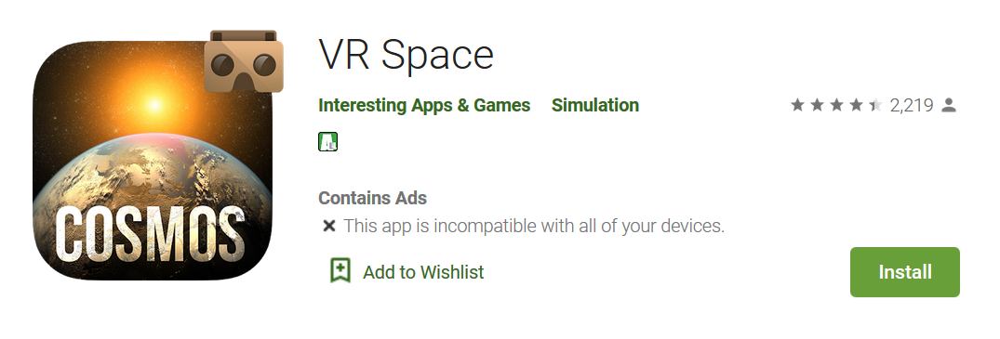 COSMOS
VR Space
Interesting Apps & Games Simulation
2,219
Contains Ads
This app is incompatible with all of your devices.
Add to Wishlist
Install